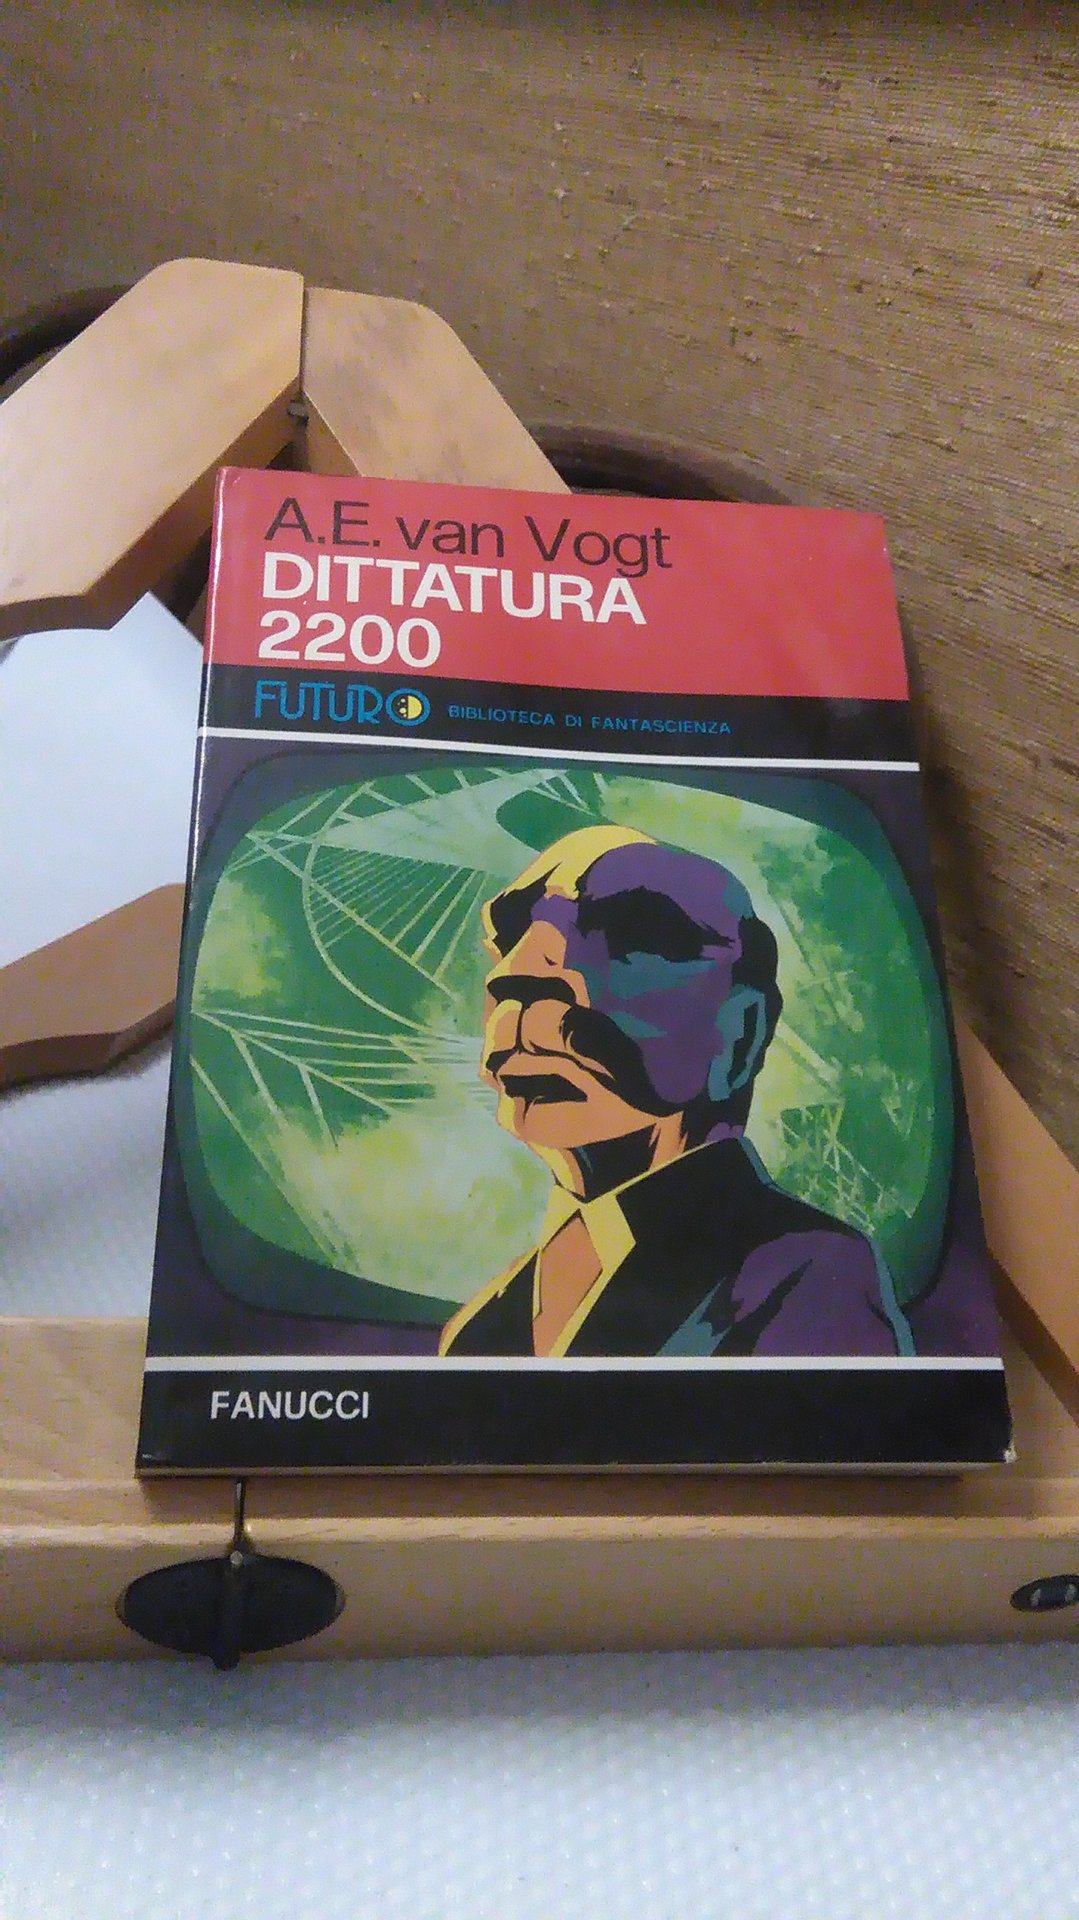 A.E. van Vogt
DITTATURA
2200
FUTURO BIBLIOTECA DI FANTASCIENZA
FANUCCI